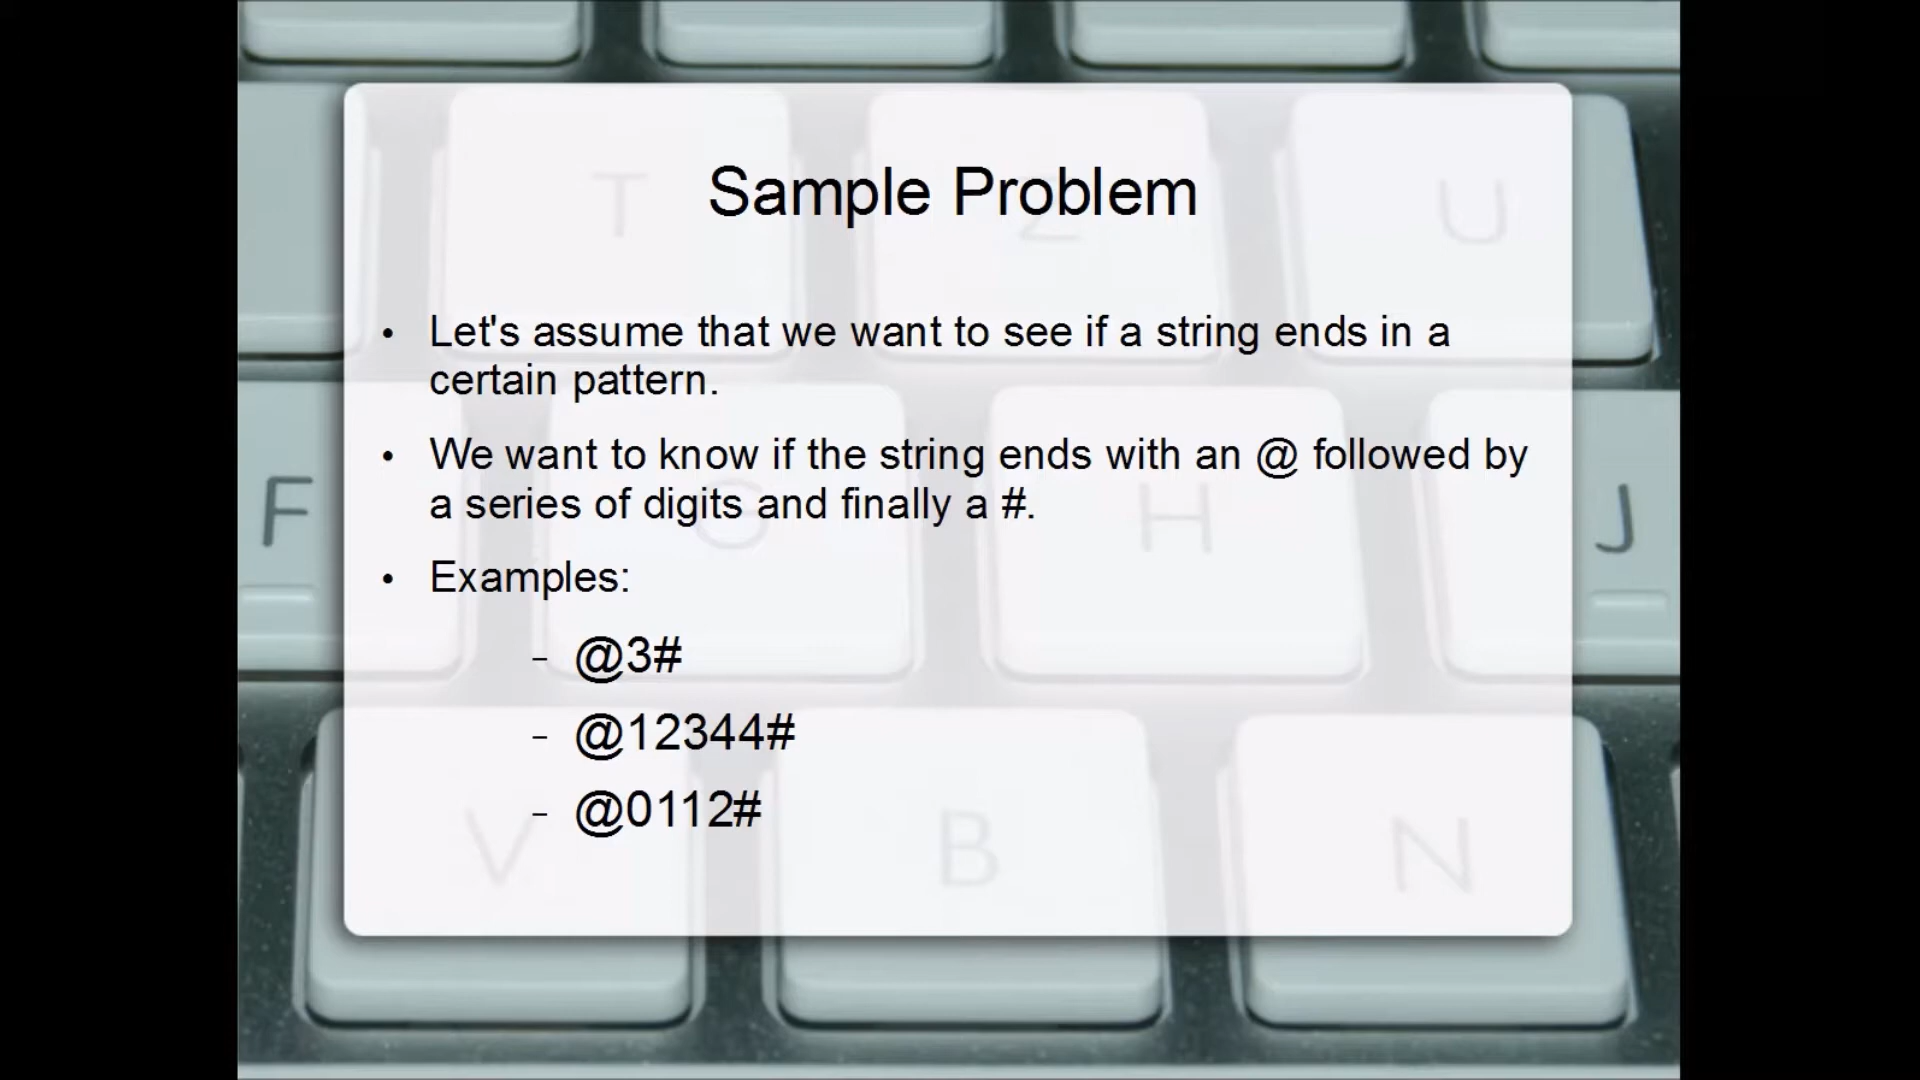 Sample Problem
• Let's assume that we want to see if a string ends in a
certain pattern.
• We want to know if the string ends with an @ followed by
a series of digits and finally a #.
• Examples:
– @3#
– @12344#
– @0112#
T
Z
U
F
G
H
J
V
B
N